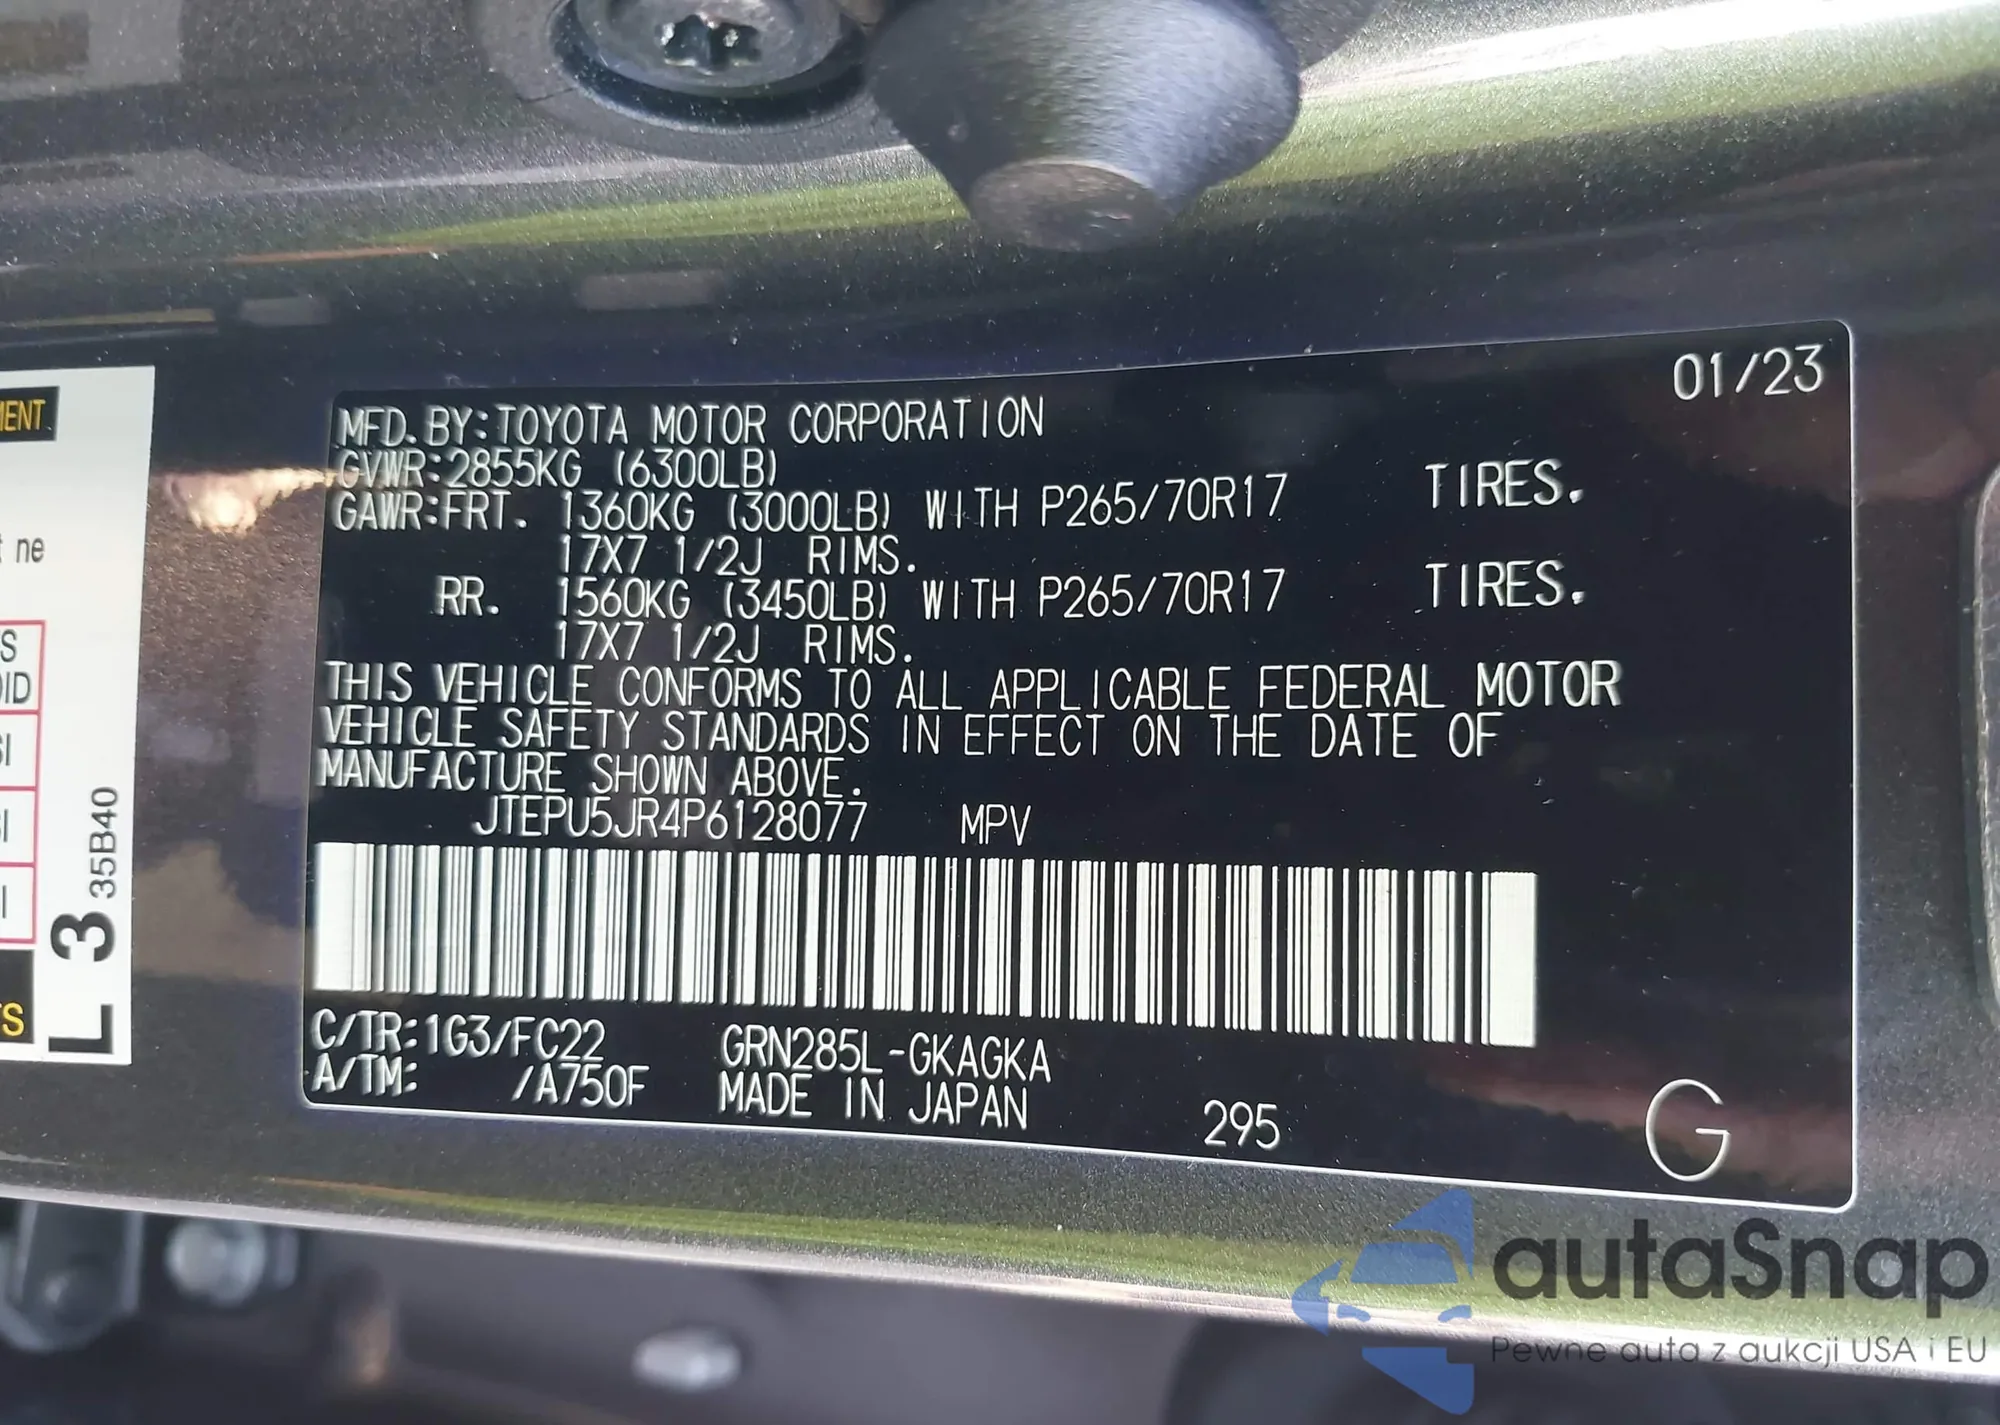 01/23
MFD. BY:TOYOTA MOTOR CORPORATION
GVWR:2855KG (6300LB)
GAWR:FRT. 1360KG (3000LB) WITH P265/70R17 TIRES.
17X7 1/2J RIMS.
RR. 1560KG (3450LB) WITH P265/70R17 TIRES.
17X7 1/2J RIMS.
THIS VEHICLE CONFORMS TO ALL APPLICABLE FEDERAL MOTOR
VEHICLE SAFETY STANDARDS IN EFFECT ON THE DATE OF
MANUFACTURE SHOWN ABOVE.
JTEPU5JR4P6128077 MPV
C/TR:1G3/FC22 GRN285L-GKAGKA
A/TM: /A750F MADE IN JAPAN 295 G
ne
L 3 35B40
autaSnap
Pewne auta z aukcji USA i EU